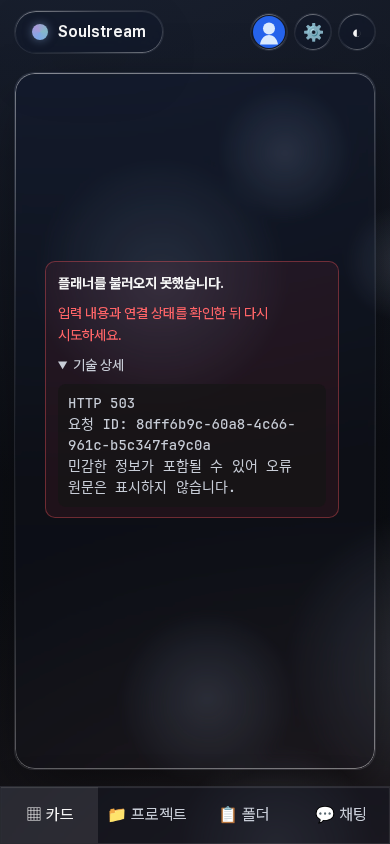 Soulstream
플래너를 불러오지 못했습니다.
입력 내용과 연결 상태를 확인한 뒤 다시
시도하세요.
▼ 기술 상세
HTTP 503
요청 ID: 8dff6b9c-60a8-4c66-
961c-b5c347fa9c0a
민감한 정보가 포함될 수 있어 오류
원문은 표시하지 않습니다.
카드
프로젝트
폴더
채팅